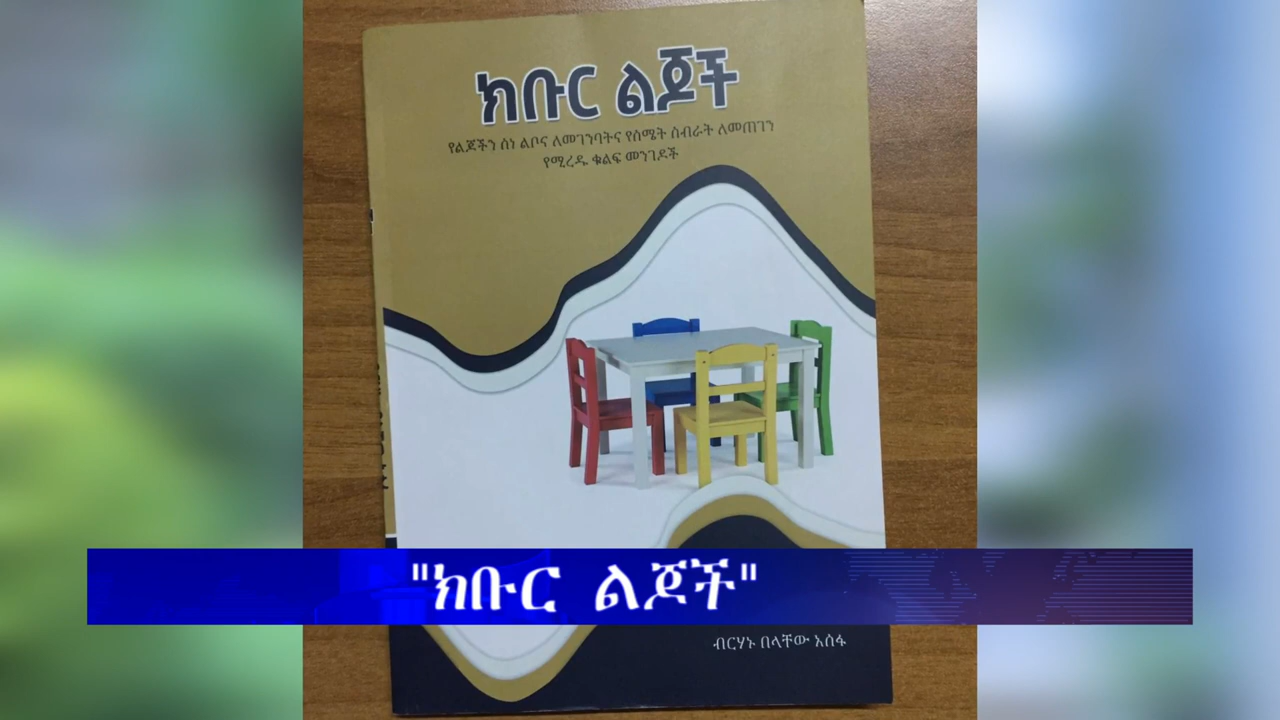 ክቡር ልጆች
የልጆችን ስነ ልቦና ለመገንባትና የስሜት ስብራት ለመጠገን
የሚረዱ ቁልፍ መንገዶች
"ክቡር ልጆች"
ብርሃኑ በላቸው አሰፋ